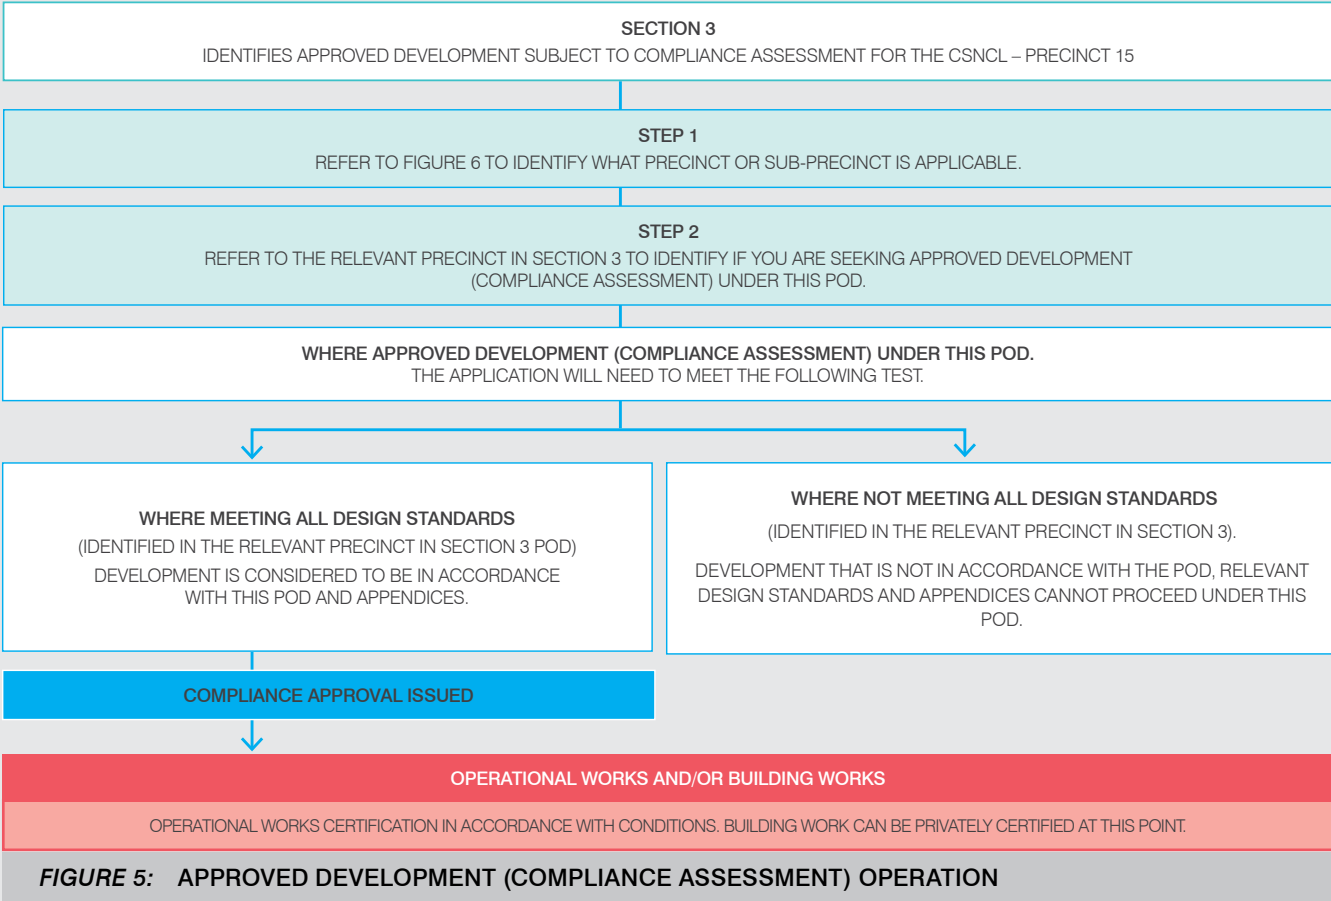 SECTION 3
IDENTIFIES APPROVED DEVELOPMENT SUBJECT TO COMPLIANCE ASSESSMENT FOR THE CSNCL – PRECINCT 15
STEP 1
REFER TO FIGURE 6 TO IDENTIFY WHAT PRECINCT OR SUB-PRECINCT IS APPLICABLE.
STEP 2
REFER TO THE RELEVANT PRECINCT IN SECTION 3 TO IDENTIFY IF YOU ARE SEEKING APPROVED DEVELOPMENT
(COMPLIANCE ASSESSMENT) UNDER THIS POD.
WHERE APPROVED DEVELOPMENT (COMPLIANCE ASSESSMENT) UNDER THIS POD.
THE APPLICATION WILL NEED TO MEET THE FOLLOWING TEST.
WHERE MEETING ALL DESIGN STANDARDS
(IDENTIFIED IN THE RELEVANT PRECINCT IN SECTION 3 POD)
DEVELOPMENT IS CONSIDERED TO BE IN ACCORDANCE
WITH THIS POD AND APPENDICES.
WHERE NOT MEETING ALL DESIGN STANDARDS
(IDENTIFIED IN THE RELEVANT PRECINCT IN SECTION 3).
DEVELOPMENT THAT IS NOT IN ACCORDANCE WITH THE POD, RELEVANT
DESIGN STANDARDS AND APPENDICES CANNOT PROCEED UNDER THIS
POD.
COMPLIANCE APPROVAL ISSUED
OPERATIONAL WORKS AND/OR BUILDING WORKS
OPERATIONAL WORKS CERTIFICATION IN ACCORDANCE WITH CONDITIONS. BUILDING WORK CAN BE PRIVATELY CERTIFIED AT THIS POINT.
FIGURE 5: APPROVED DEVELOPMENT (COMPLIANCE ASSESSMENT) OPERATION